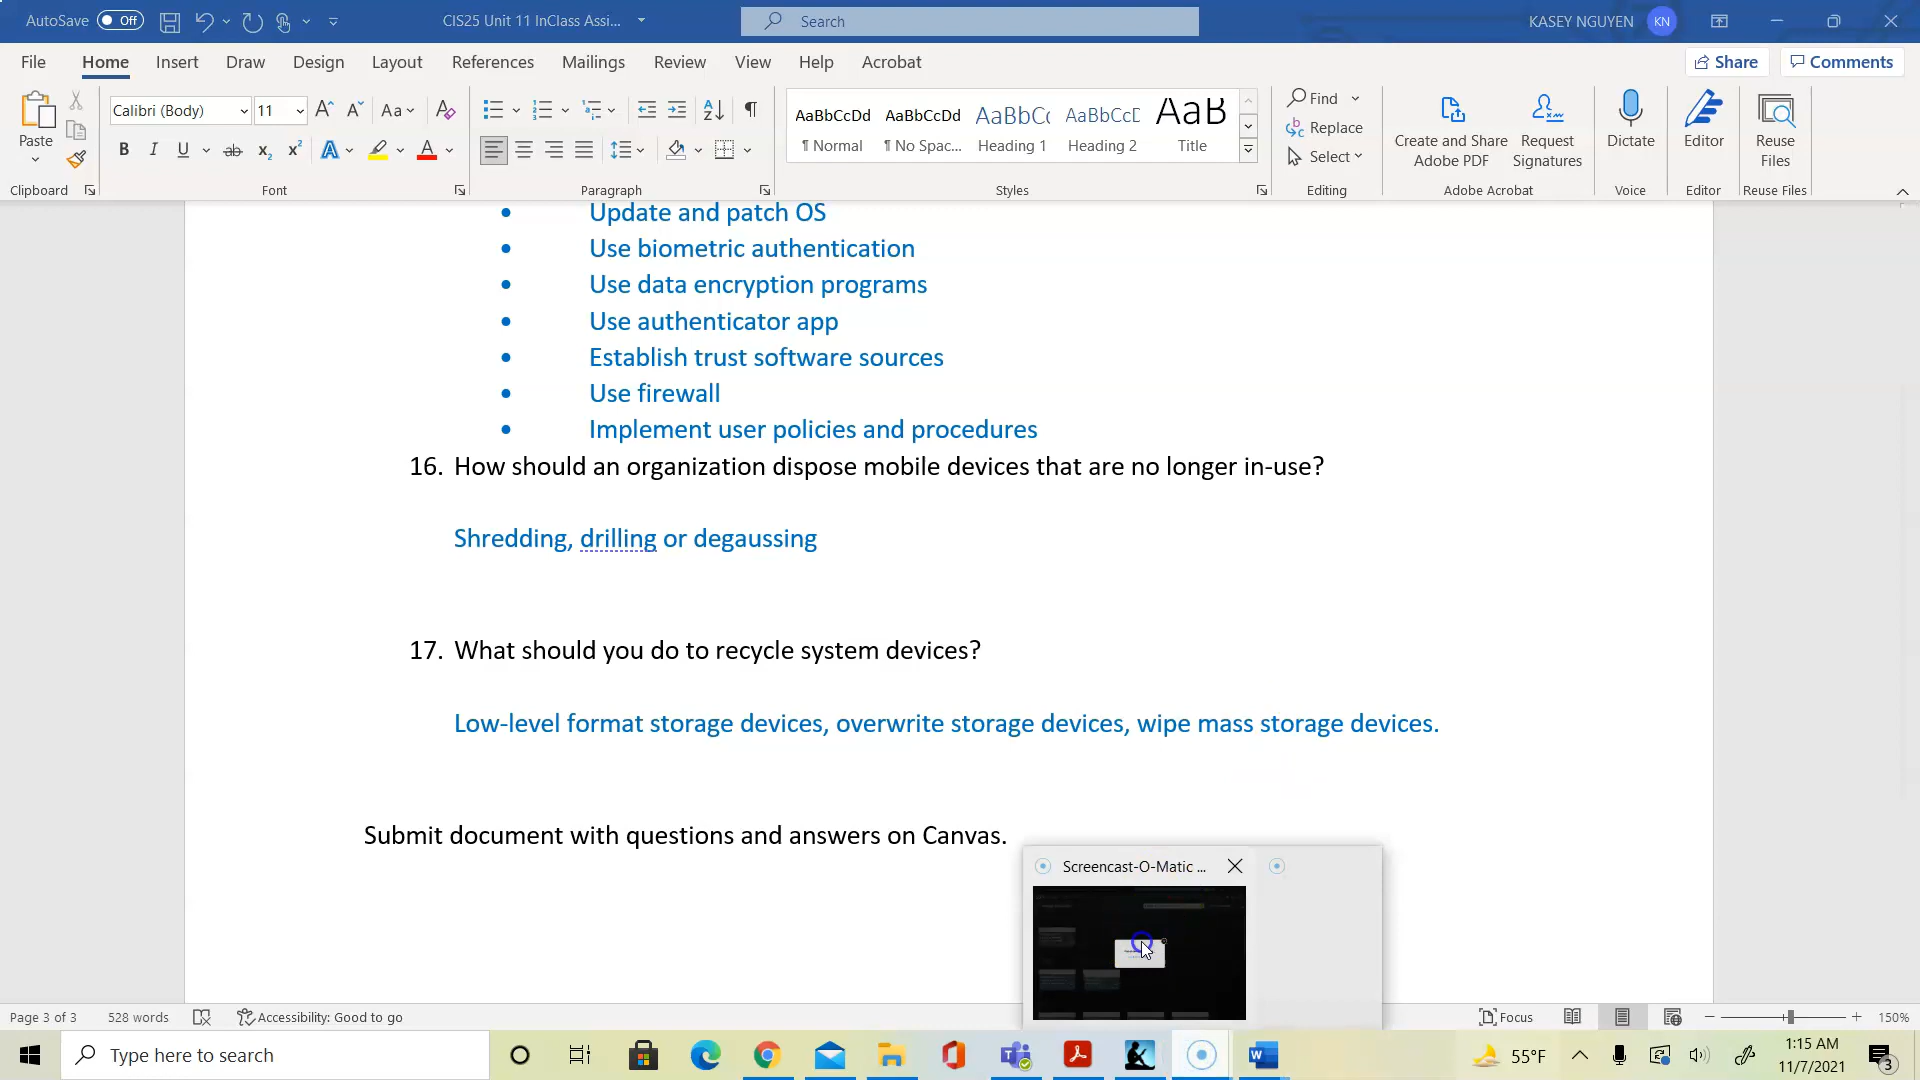 AutoSave Off CIS25 Unit 11 InClass Assi... Search KASEY NGUYEN KN
File Home Insert Draw Design Layout References Mailings Review View Help Acrobat Share Comments
Paste
Clipboard
Calibri (Body) 11 Aa
B I U ab x₂ x² A A
Font
Paragraph
AaBbCcDd AaBbCcDd AaBbCc AaBbCcD AaB
¶ Normal ¶ No Spac... Heading 1 Heading 2 Title
Styles
Find
Replace
Select
Editing
Create and Share Adobe PDF
Request Signatures
Adobe Acrobat
Dictate
Voice
Editor
Editor
Reuse Files
Reuse Files
• Update and patch OS
• Use biometric authentication
• Use data encryption programs
• Use authenticator app
• Establish trust software sources
• Use firewall
• Implement user policies and procedures
16. How should an organization dispose mobile devices that are no longer in-use?
Shredding, drilling or degaussing
17. What should you do to recycle system devices?
Low-level format storage devices, overwrite storage devices, wipe mass storage devices.
Submit document with questions and answers on Canvas.
Screencast-O-Matic ...
Page 3 of 3 528 words Accessibility: Good to go Focus 150%
Type here to search 55°F 1:15 AM
11/7/2021 3